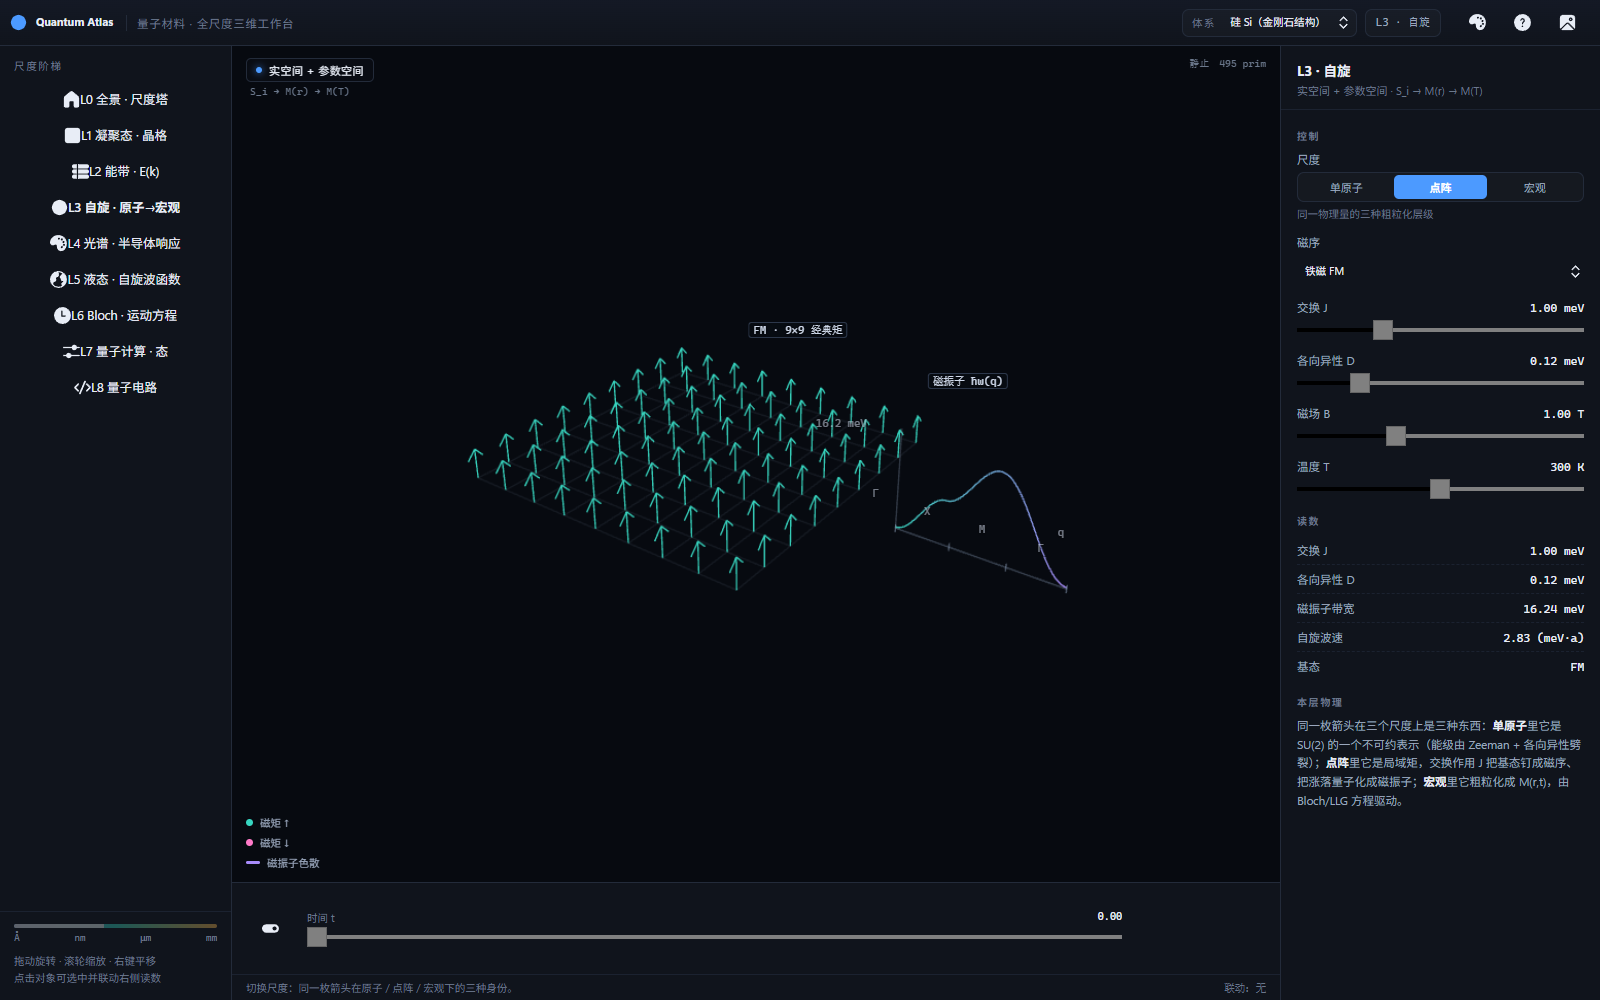 Quantum Atlas
量子材料 · 全尺度三维工作台
体系 硅 Si（金刚石结构）
L3 · 自旋
尺度阶梯
L0 全景 · 尺度塔
L1 凝聚态 · 晶格
L2 能带 · E(k)
L3 自旋 · 原子→宏观
L4 光谱 · 半导体响应
L5 液态 · 自旋波函数
L6 Bloch · 运动方程
L7 量子计算 · 态
L8 量子电路
Å nm μm mm
拖动旋转 · 滚轮缩放 · 右键平移
点击对象可选中并联动右侧读数
实空间 + 参数空间
S_i → M(r) → M(T)
静止 495 prim
FM · 9×9 经典矩
磁振子 ħω(q)
16.2 meV
Γ
X
M
Γ
q
磁矩 ↑
磁矩 ↓
磁振子色散
时间 t
0.00
切换尺度：同一枚箭头在原子 / 点阵 / 宏观下的三种身份。
联动：无
L3 · 自旋
实空间 + 参数空间 · S_i → M(r) → M(T)
控制
尺度
单原子 点阵 宏观
同一物理量的三种粗粒化层级
磁序
铁磁 FM
交换 J 1.00 meV
各向异性 D 0.12 meV
磁场 B 1.00 T
温度 T 300 K
读数
交换 J 1.00 meV
各向异性 D 0.12 meV
磁振子带宽 16.24 meV
自旋波速 2.83 (meV·a)
基态 FM
本层物理
同一枚箭头在三个尺度上是三种东西：单原子里它是
SU(2) 的一个不可约表示（能级由 Zeeman + 各向异性劈
裂）；点阵里它是局域矩，交换作用 J 把基态钉成磁序、
把涨落量子化成磁振子；宏观里它粗粒化成 M(r,t)，由
Bloch/LLG 方程驱动。